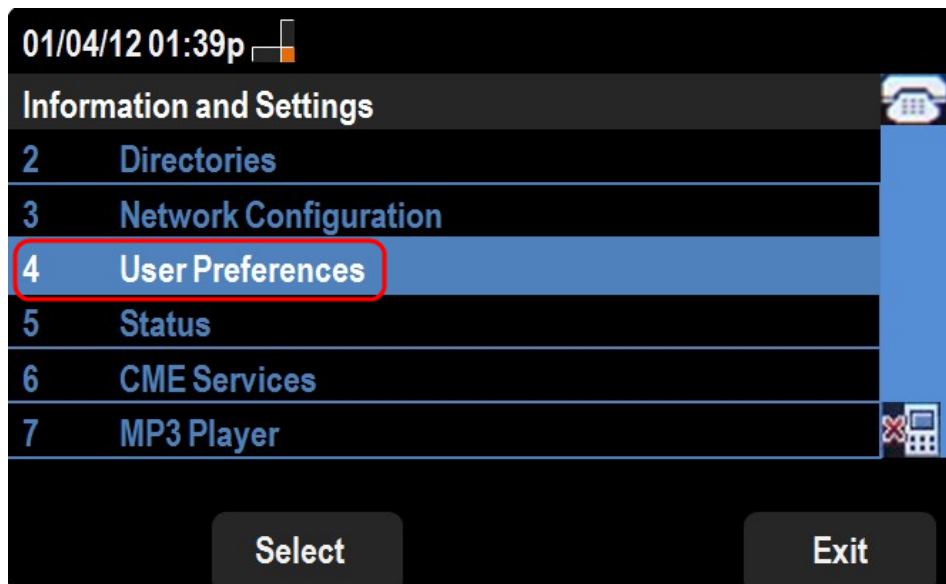 01/04/12 01:39p
Information and Settings
2 Directories
3 Network Configuration
4 User Preferences
5 Status
6 CME Services
7 MP3 Player
Select Exit